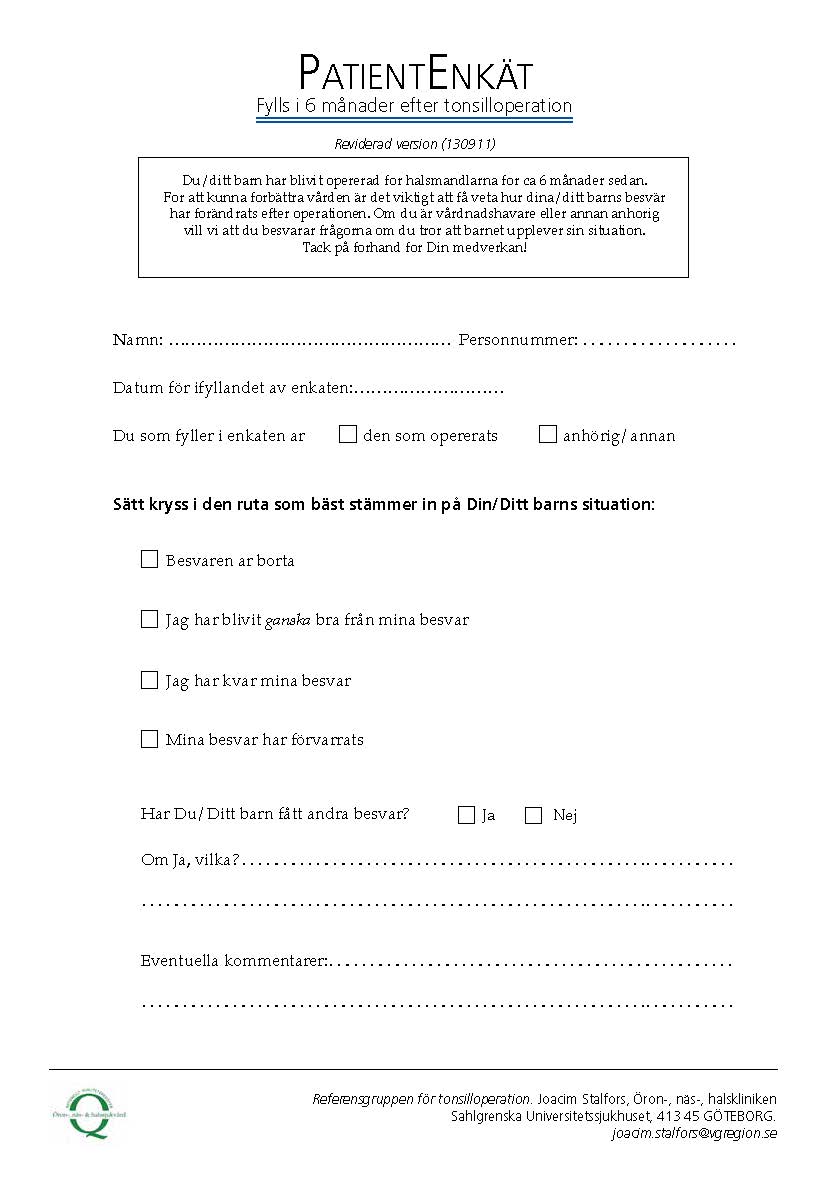 PATIENTENKÄT
Fylls i 6 månader efter tonsilloperation
Reviderad version (130911)
Du/ditt barn har blivit opererad for halsmandlarna for ca 6 månader sedan.
For att kunna forbättra vården är det viktigt att få veta hur dina/ditt barns besvär
har forändrats efter operationen. Om du är vårdnadshavare eller annan anhorig
vill vi att du besvarar frågorna om du tror att barnet upplever sin situation.
Tack på forhand for Din medverkan!
Namn: ................................................... Personnummer: ...................
Datum för ifyllandet av enkaten:...........................
Du som fyller i enkaten ar den som opererats anhörig/annan
Sätt kryss i den ruta som bäst stämmer in på Din/Ditt barns situation:
Besvaren ar borta
Jag har blivit ganska bra från mina besvar
Jag har kvar mina besvar
Mina besvar har förvarrats
Har Du/Ditt barn fått andra besvar? Ja Nej
Om Ja, vilka?.............................................................
..........................................................................
Eventuella kommentarer:..................................................
..........................................................................
Öron-, näs- & halssjukvård
Referensgruppen för tonsilloperation. Joacim Stalfors, Öron-, näs-, halskliniken
Sahlgrenska Universitetssjukhuset, 413 45 GÖTEBORG.
joacim.stalfors@vgregion.se